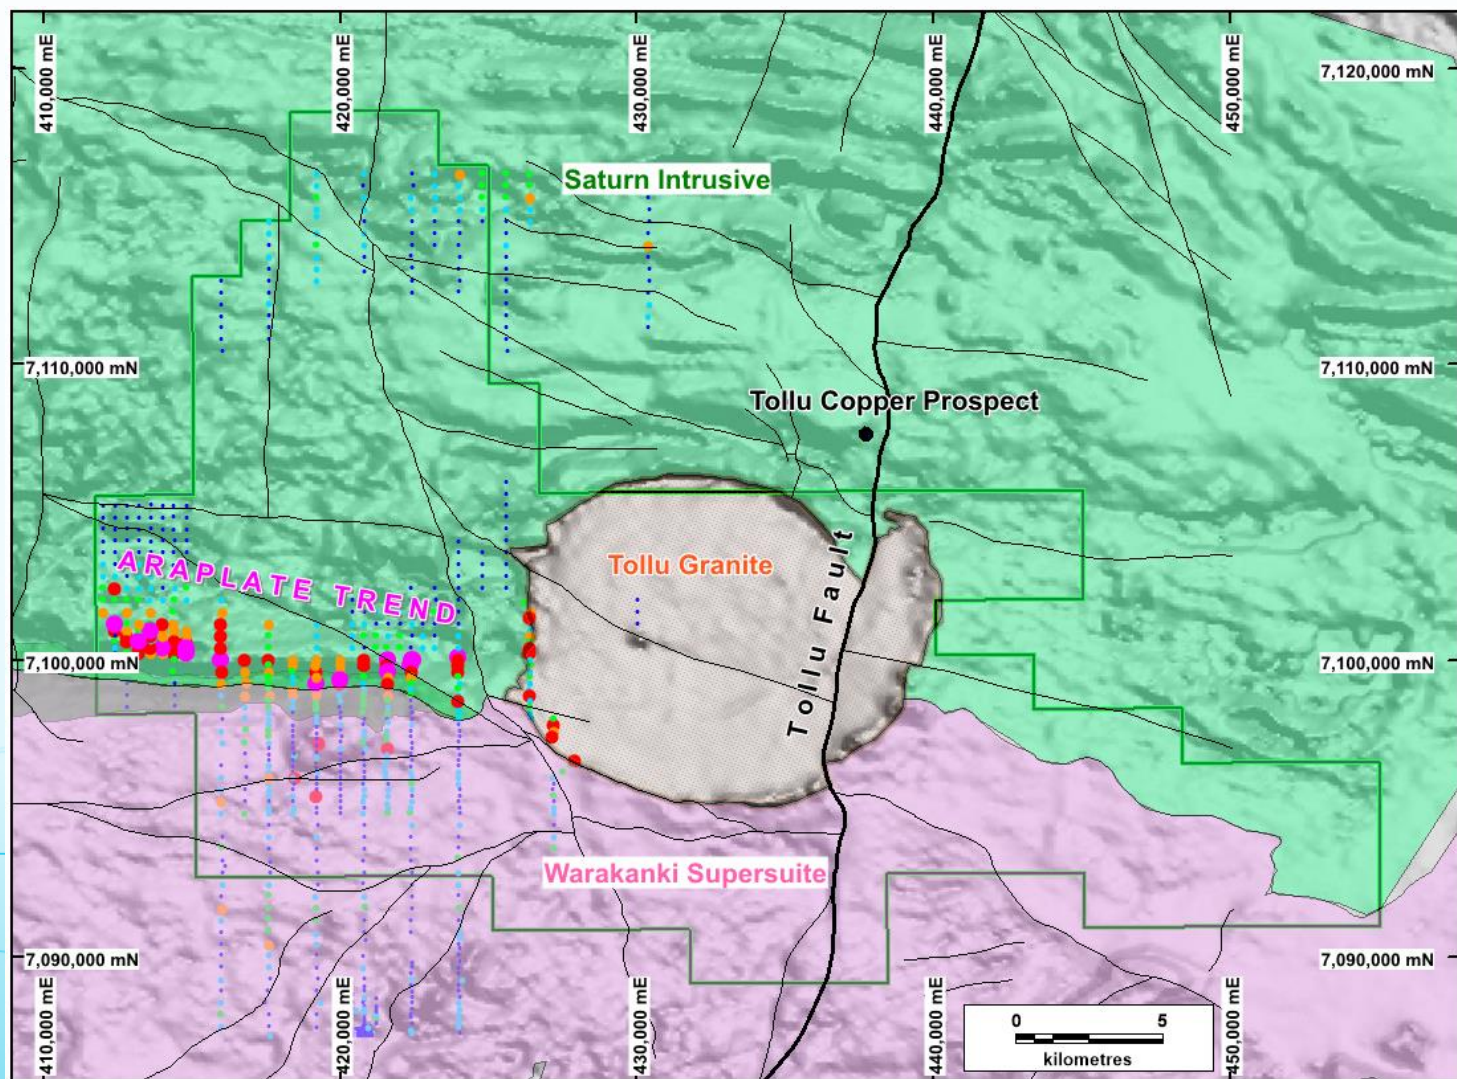 410,000 mE
420,000 mE
430,000 mE
440,000 mE
450,000 mE
7,120,000 mN
Saturn Intrusive
7,110,000 mN
7,110,000 mN
Tollu Copper Prospect
ARAPLATE TREND
Tollu Granite
Tollu Fault
7,100,000 mN
7,100,000 mN
Warakanki Supersuite
7,090,000 mN
7,090,000 mN
410,000 mE
420,000 mE
430,000 mE
440,000 mE
450,000 mE
0 5
kilometres